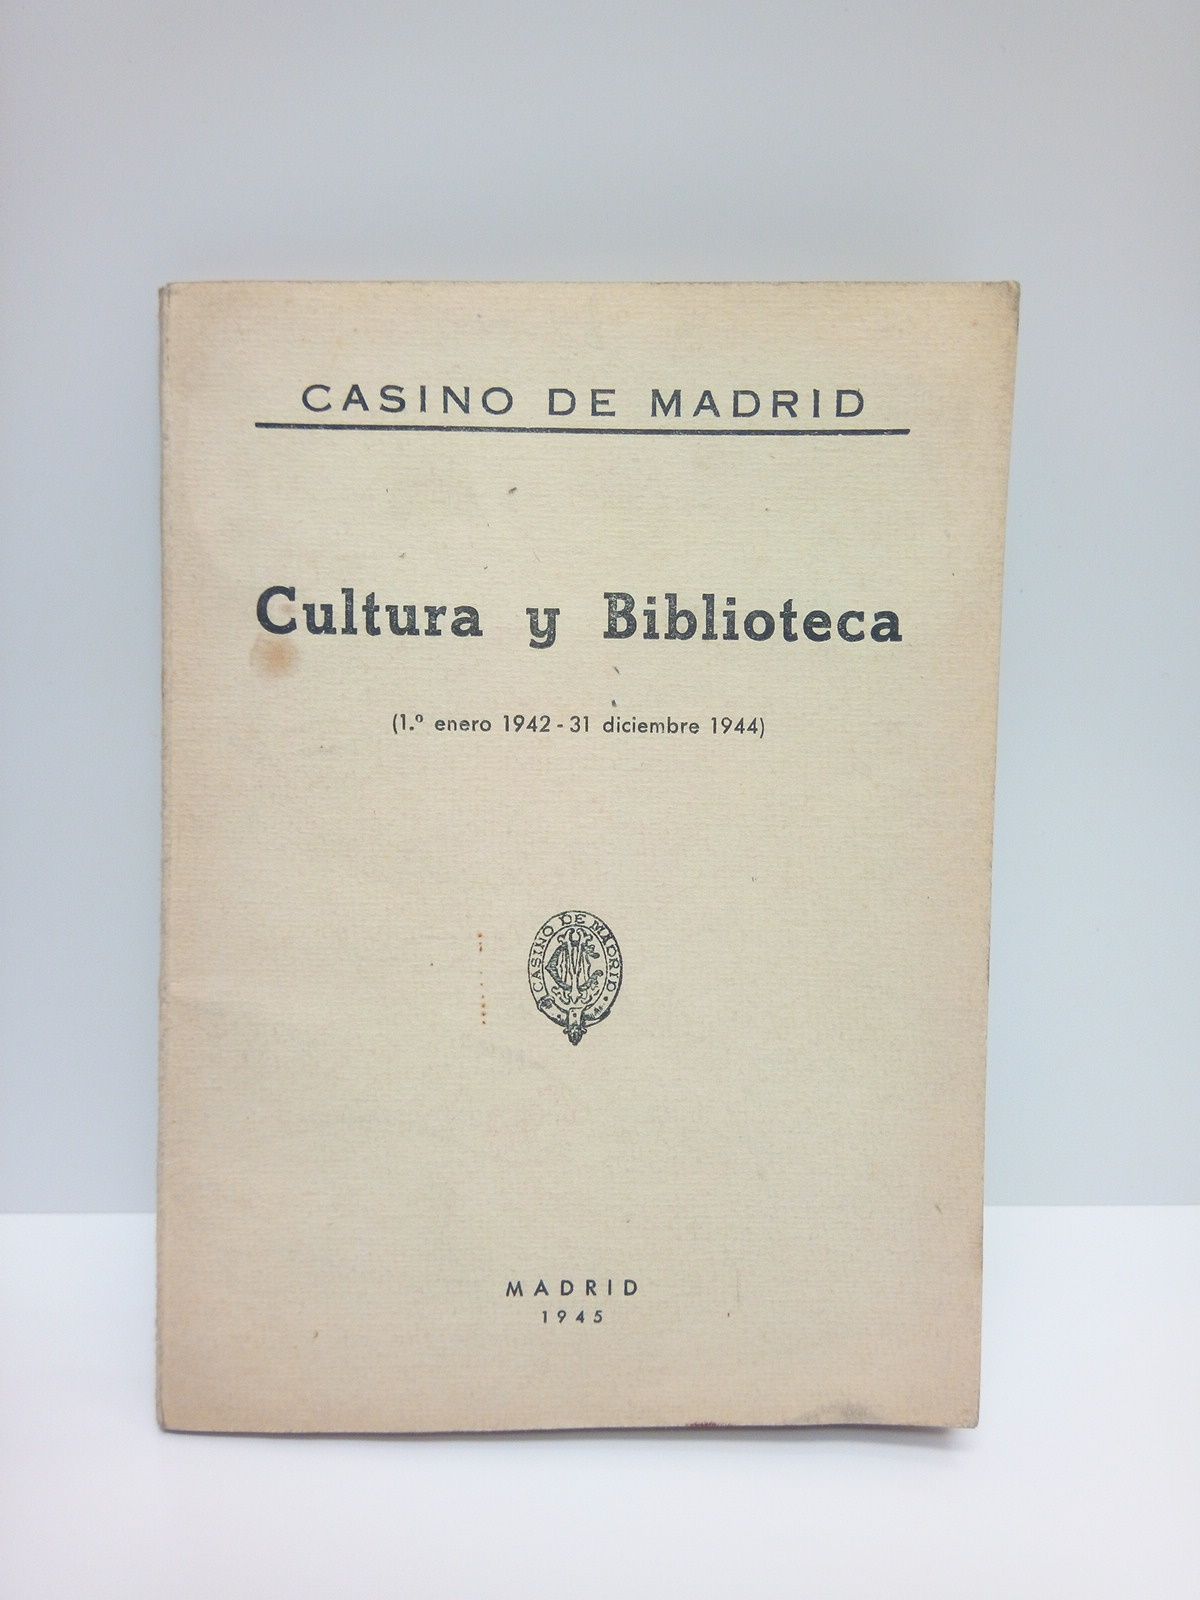 CASINO DE MADRID
Cultura y Biblioteca
(1.º enero 1942 - 31 diciembre 1944)
CASINO DE MADRID
MADRID
1945